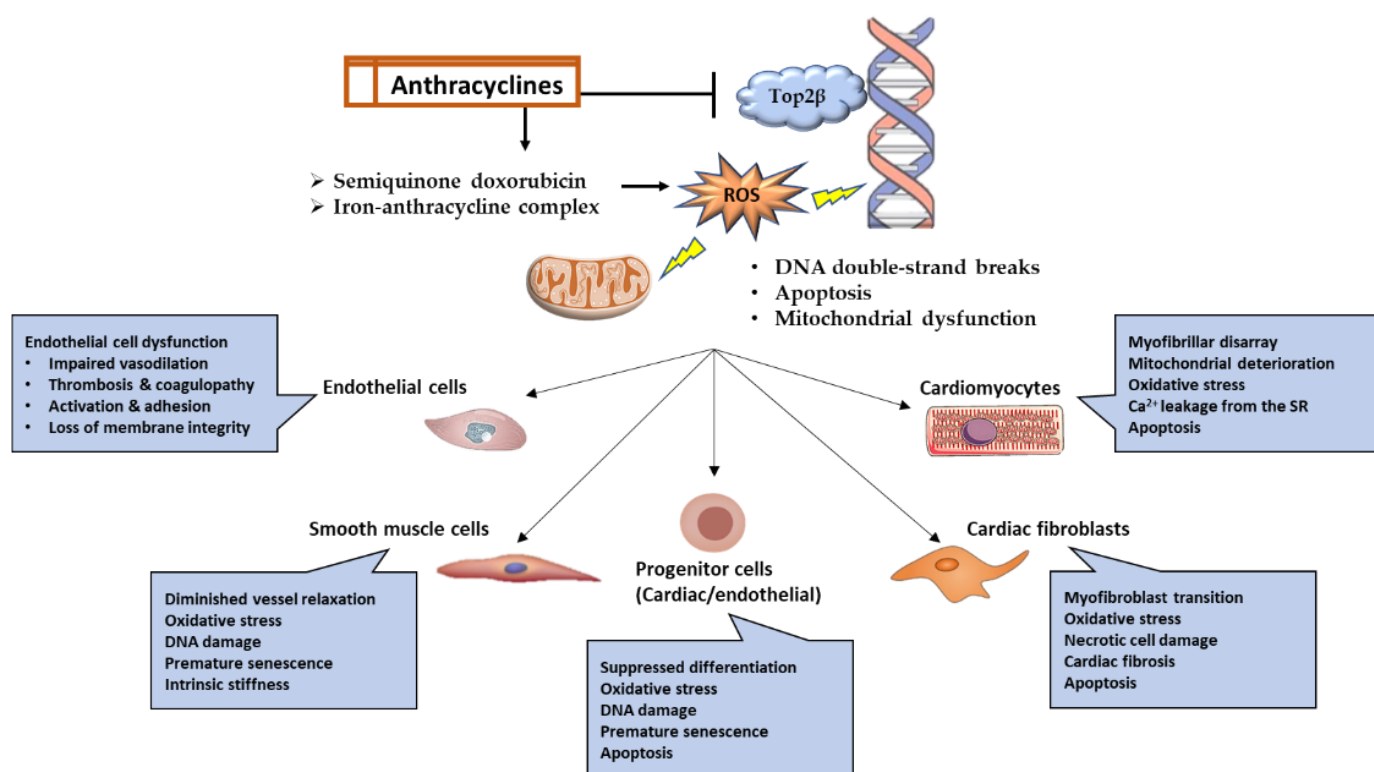 Anthracyclines
Top2β
➢ Semiquinone doxorubicin
➢ Iron-anthracycline complex
ROS
• DNA double-strand breaks
• Apoptosis
• Mitochondrial dysfunction
Endothelial cell dysfunction
• Impaired vasodilation
• Thrombosis & coagulopathy
• Activation & adhesion
• Loss of membrane integrity
Endothelial cells
Cardiomyocytes
Myofibrillar disarray
Mitochondrial deterioration
Oxidative stress
Ca²⁺ leakage from the SR
Apoptosis
Smooth muscle cells
Diminished vessel relaxation
Oxidative stress
DNA damage
Premature senescence
Intrinsic stiffness
Progenitor cells
(Cardiac/endothelial)
Suppressed differentiation
Oxidative stress
DNA damage
Premature senescence
Apoptosis
Cardiac fibroblasts
Myofibroblast transition
Oxidative stress
Necrotic cell damage
Cardiac fibrosis
Apoptosis